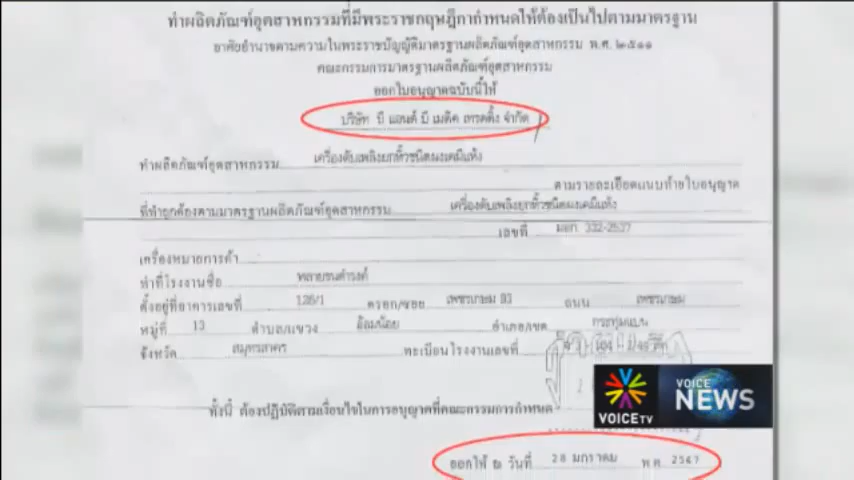 ทำผลิตภัณฑ์อุตสาหกรรมที่มีพระราชกฤษฎีกากำหนดให้ต้องเป็นไปตามมาตรฐาน
อาศัยอำนาจตามความในพระราชบัญญัติมาตรฐานผลิตภัณฑ์อุตสาหกรรม พ.ศ. ๒๕๑๑
คณะกรรมการมาตรฐานผลิตภัณฑ์อุตสาหกรรม
ออกใบอนุญาตฉบับนี้ให้
บริษัท บี แอนด์ บี เมดิค เทรดดิ้ง จำกัด
ทำผลิตภัณฑ์อุตสาหกรรม เครื่องดับเพลิงยกหิ้วชนิดผงเคมีแห้ง
ตามรายละเอียดแนบท้ายใบอนุญาต
ที่ทำถูกต้องตามมาตรฐานผลิตภัณฑ์อุตสาหกรรม เครื่องดับเพลิงยกหิ้วชนิดผงเคมีแห้ง
เลขที่ มอก 332-2537
เครื่องหมายการค้า
ทำที่โรงงานชื่อ
ตั้งอยู่ที่อาคารเลขที่ 126/1 ตรอก/ซอย เพชรเกษม 93 ถนน เพชรเกษม
หมู่ที่ 13 ตำบล/แขวง อ้อมน้อย อำเภอ/เขต กระทุ่มแบน
จังหวัด สมุทรสาคร ทะเบียนโรงงานเลขที่
ทั้งนี้ ต้องปฏิบัติตามเงื่อนไขในการอนุญาตที่คณะกรรมการกำหนด
ออกให้ ณ วันที่ 28 มกราคม พ.ศ. 2547
VOICE TV
VOICE NEWS